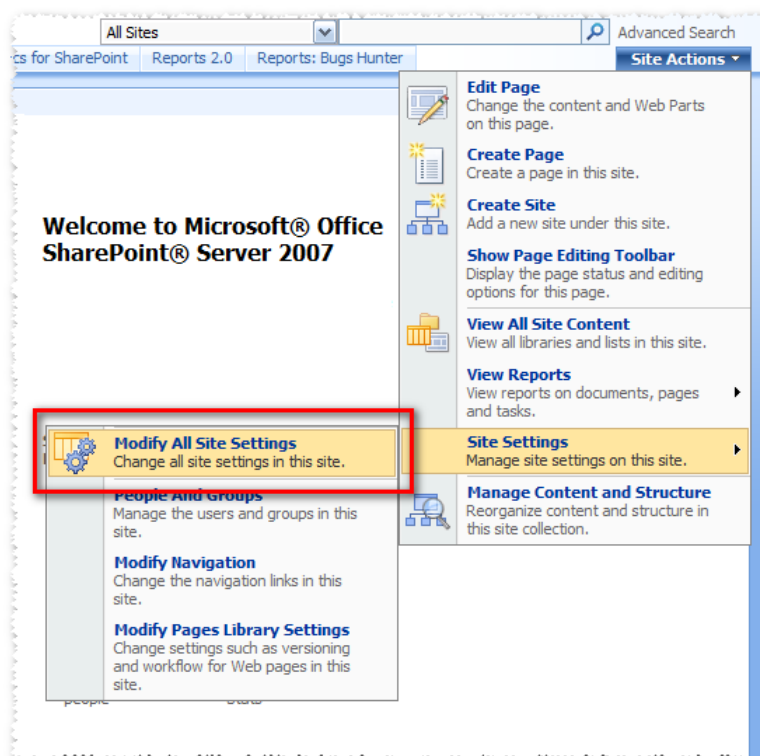 All Sites
Advanced Search
cs for SharePoint Reports 2.0 Reports: Bugs Hunter
Site Actions
Edit Page
Change the content and Web Parts
on this page.
Create Page
Create a page in this site.
Create Site
Add a new site under this site.
Show Page Editing Toolbar
Display the page status and editing
options for this page.
View All Site Content
View all libraries and lists in this site.
View Reports
View reports on documents, pages
and tasks.
Site Settings
Manage site settings on this site.
Manage Content and Structure
Reorganize content and structure in
this site collection.
Welcome to Microsoft® Office
SharePoint® Server 2007
Modify All Site Settings
Change all site settings in this site.
People And Groups
Manage the users and groups in this
site.
Modify Navigation
Change the navigation links in this
site.
Modify Pages Library Settings
Change settings such as versioning
and workflow for Web pages in this
site.
people